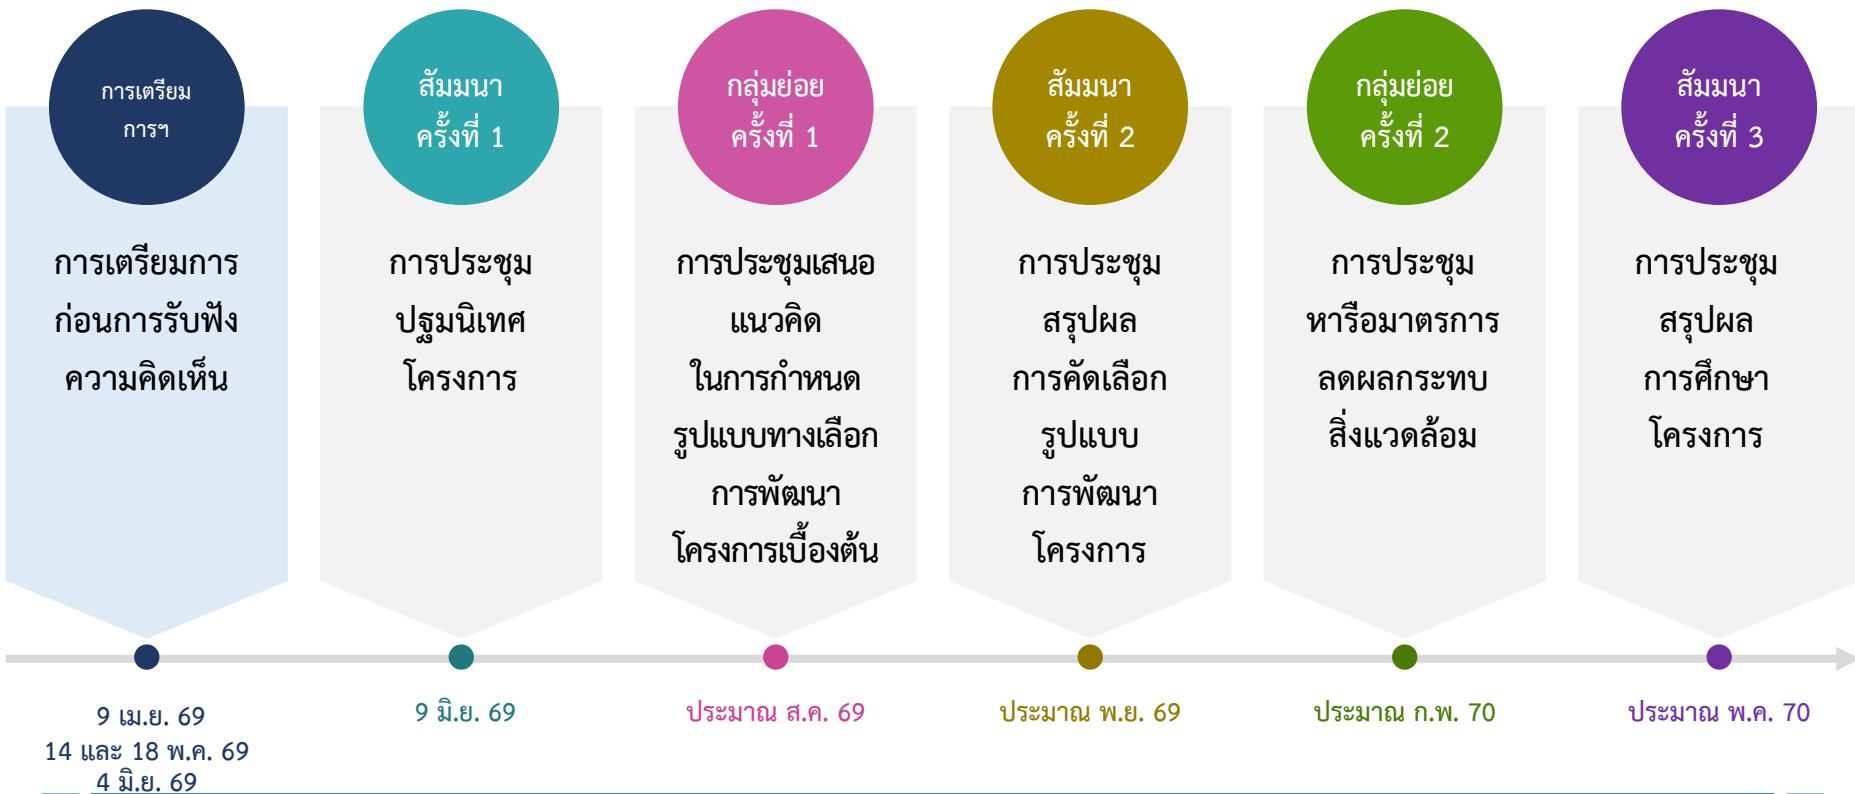 การเตรียม
การฯ
การเตรียมการ
ก่อนการรับฟัง
ความคิดเห็น
9 เม.ย. 69
14 และ 18 พ.ค. 69
4 มิ.ย. 69
สัมมนา
ครั้งที่ 1
การประชุม
ปฐมนิเทศ
โครงการ
9 มิ.ย. 69
กลุ่มย่อย
ครั้งที่ 1
การประชุมเสนอ
แนวคิด
ในการกำหนด
รูปแบบทางเลือก
การพัฒนา
โครงการเบื้องต้น
ประมาณ ส.ค. 69
สัมมนา
ครั้งที่ 2
การประชุม
สรุปผล
การคัดเลือก
รูปแบบ
การพัฒนา
โครงการ
ประมาณ พ.ย. 69
กลุ่มย่อย
ครั้งที่ 2
การประชุม
หารือมาตรการ
ลดผลกระทบ
สิ่งแวดล้อม
ประมาณ ก.พ. 70
สัมมนา
ครั้งที่ 3
การประชุม
สรุปผล
การศึกษา
โครงการ
ประมาณ พ.ค. 70